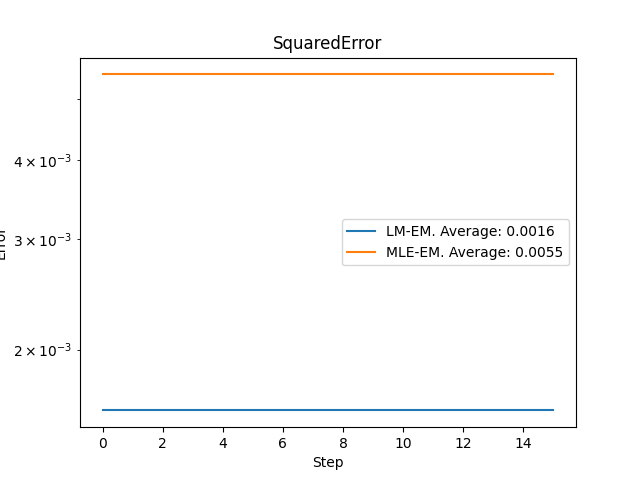 SquaredError
4 × 10⁻³
3 × 10⁻³
2 × 10⁻³
Error
LM-EM. Average: 0.0016
MLE-EM. Average: 0.0055
0 2 4 6 8 10 12 14
Step